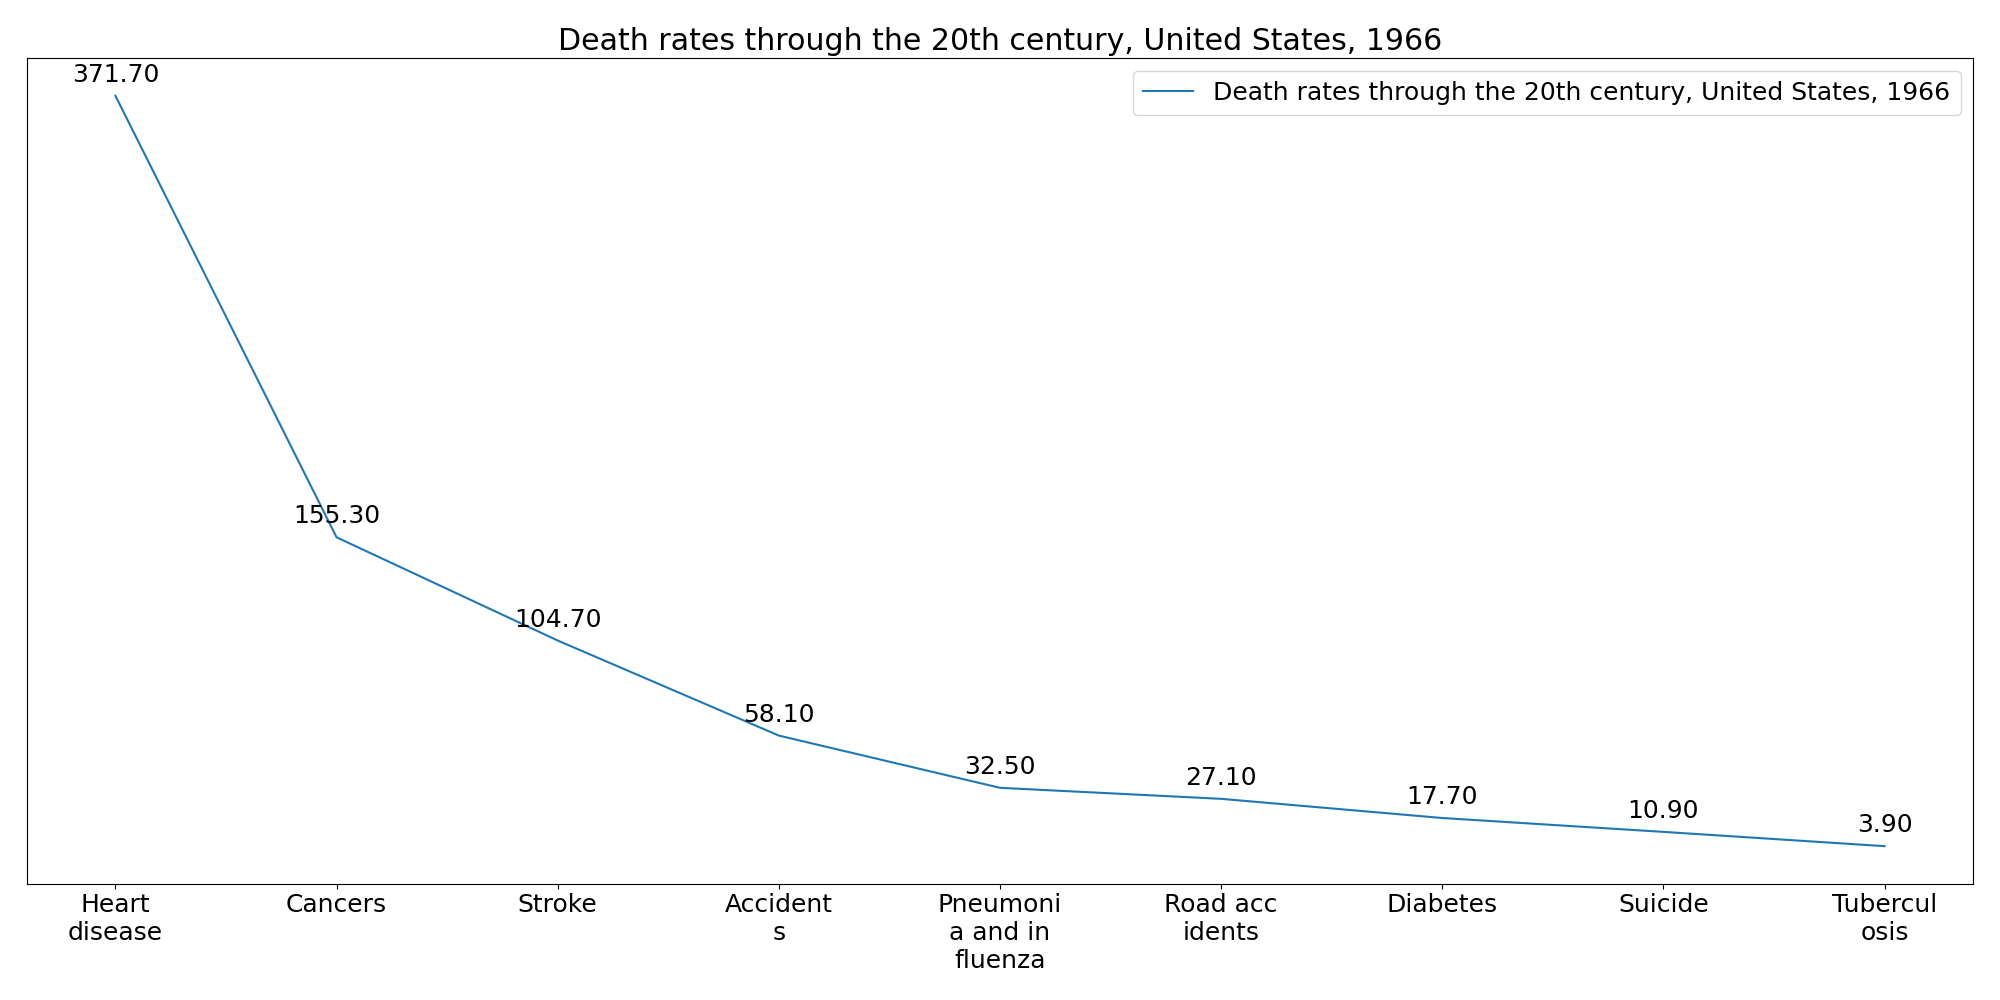 Death rates through the 20th century, United States, 1966
371.70
Death rates through the 20th century, United States, 1966
155.30
104.70
58.10
32.50
27.10
17.70
10.90
3.90
Heart
disease
Cancers
Stroke
Accident
s
Pneumoni
a and in
fluenza
Road acc
idents
Diabetes
Suicide
Tubercul
osis